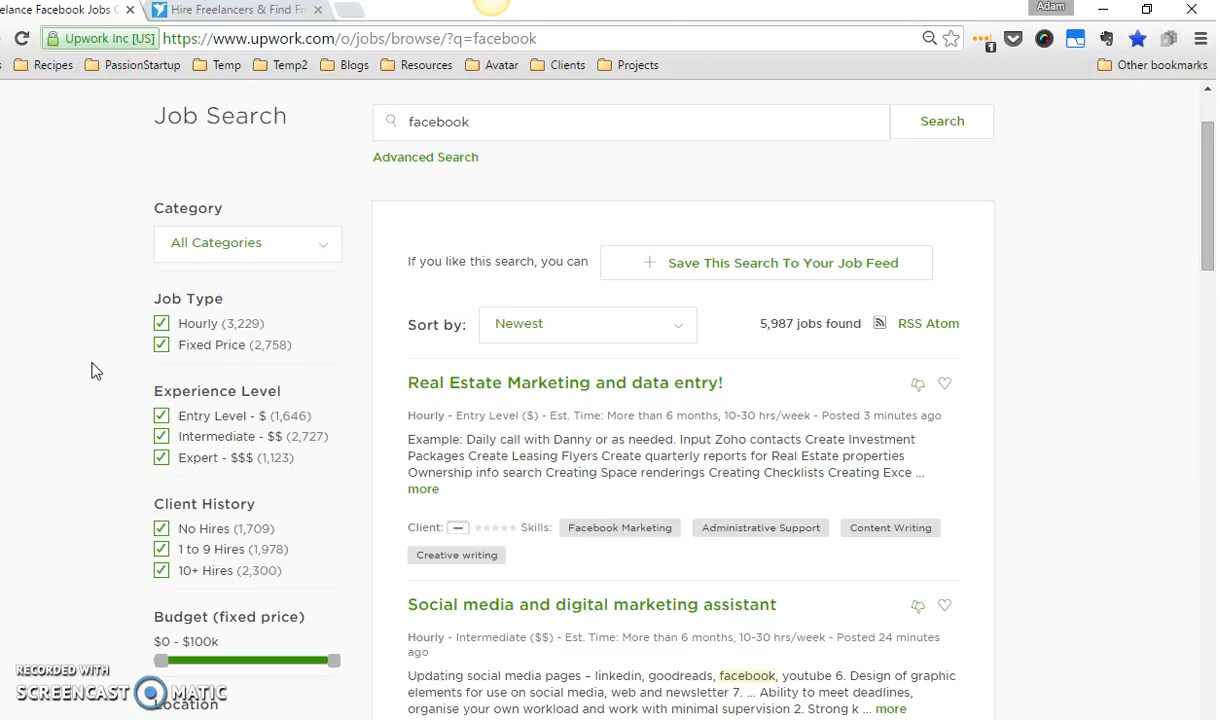 elance Facebook Jobs
Hire Freelancers & Find Fr
Adam
Upwork Inc [US]
https://www.upwork.com/o/jobs/browse/?q=facebook
1
Recipes
PassionStartup
Temp
Temp2
Blogs
Resources
Avatar
Clients
Projects
Other bookmarks
Job Search
facebook
Search
Advanced Search
Category
All Categories
If you like this search, you can
Save This Search To Your Job Feed
Job Type
Hourly (3,229)
Fixed Price (2,758)
Sort by:
Newest
5,987 jobs found
RSS Atom
Experience Level
Entry Level - $ (1,646)
Intermediate - $$ (2,727)
Expert - $$$ (1,123)
Real Estate Marketing and data entry!
Hourly - Entry Level ($) - Est. Time: More than 6 months, 10-30 hrs/week - Posted 3 minutes ago
Example: Daily call with Danny or as needed. Input Zoho contacts Create Investment
Packages Create Leasing Flyers Create quarterly reports for Real Estate properties
Ownership info search Creating Space renderings Creating Checklists Creating Exce ...
more
Client History
No Hires (1,709)
1 to 9 Hires (1,978)
10+ Hires (2,300)
Client:
Skills:
Facebook Marketing
Administrative Support
Content Writing
Creative writing
Budget (fixed price)
$0 - $100k
Social media and digital marketing assistant
Hourly - Intermediate ($$) - Est. Time: More than 6 months, 10-30 hrs/week - Posted 24 minutes
ago
Updating social media pages – linkedin, goodreads, facebook, youtube 6. Design of graphic
elements for use on social media, web and newsletter 7. ... Ability to meet deadlines,
organise your own workload and work with minimal supervision 2. Strong k ... more
RECORDED WITH
SCREENCAST MATIC
Location